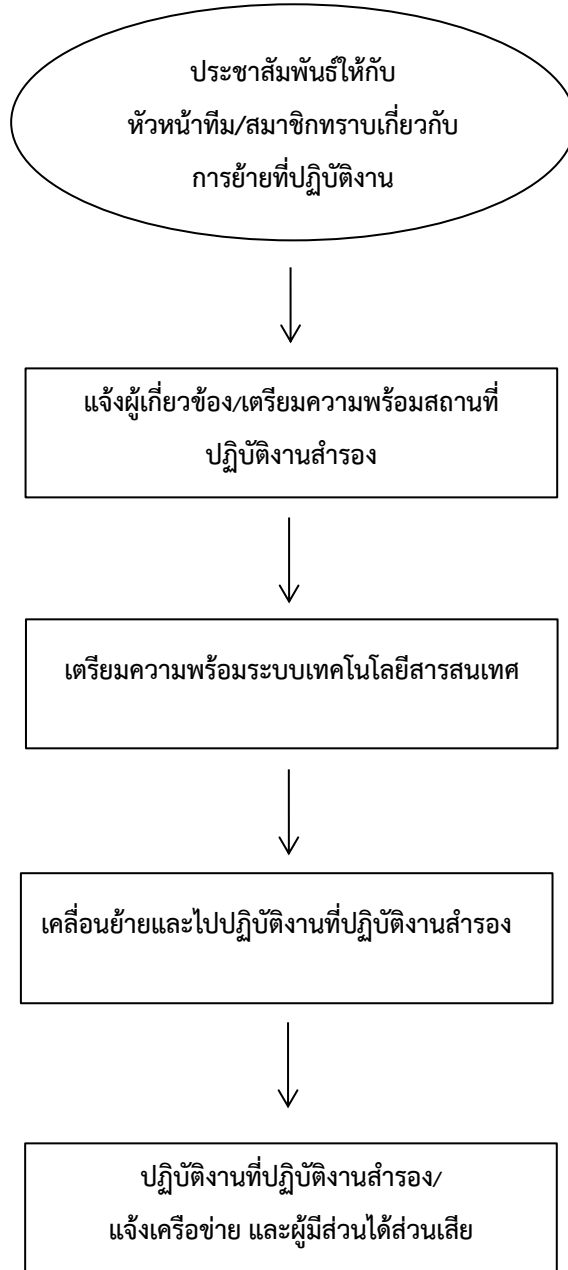 ประชาสัมพันธ์ให้กับ
หัวหน้าทีม/สมาชิกทราบเกี่ยวกับ
การย้ายที่ปฏิบัติงาน
แจ้งผู้เกี่ยวข้อง/เตรียมความพร้อมสถานที่
ปฏิบัติงานสำรอง
เตรียมความพร้อมระบบเทคโนโลยีสารสนเทศ
เคลื่อนย้ายและไปปฏิบัติงานที่ปฏิบัติงานสำรอง
ปฏิบัติงานที่ปฏิบัติงานสำรอง/
แจ้งเครือข่าย และผู้มีส่วนได้ส่วนเสีย